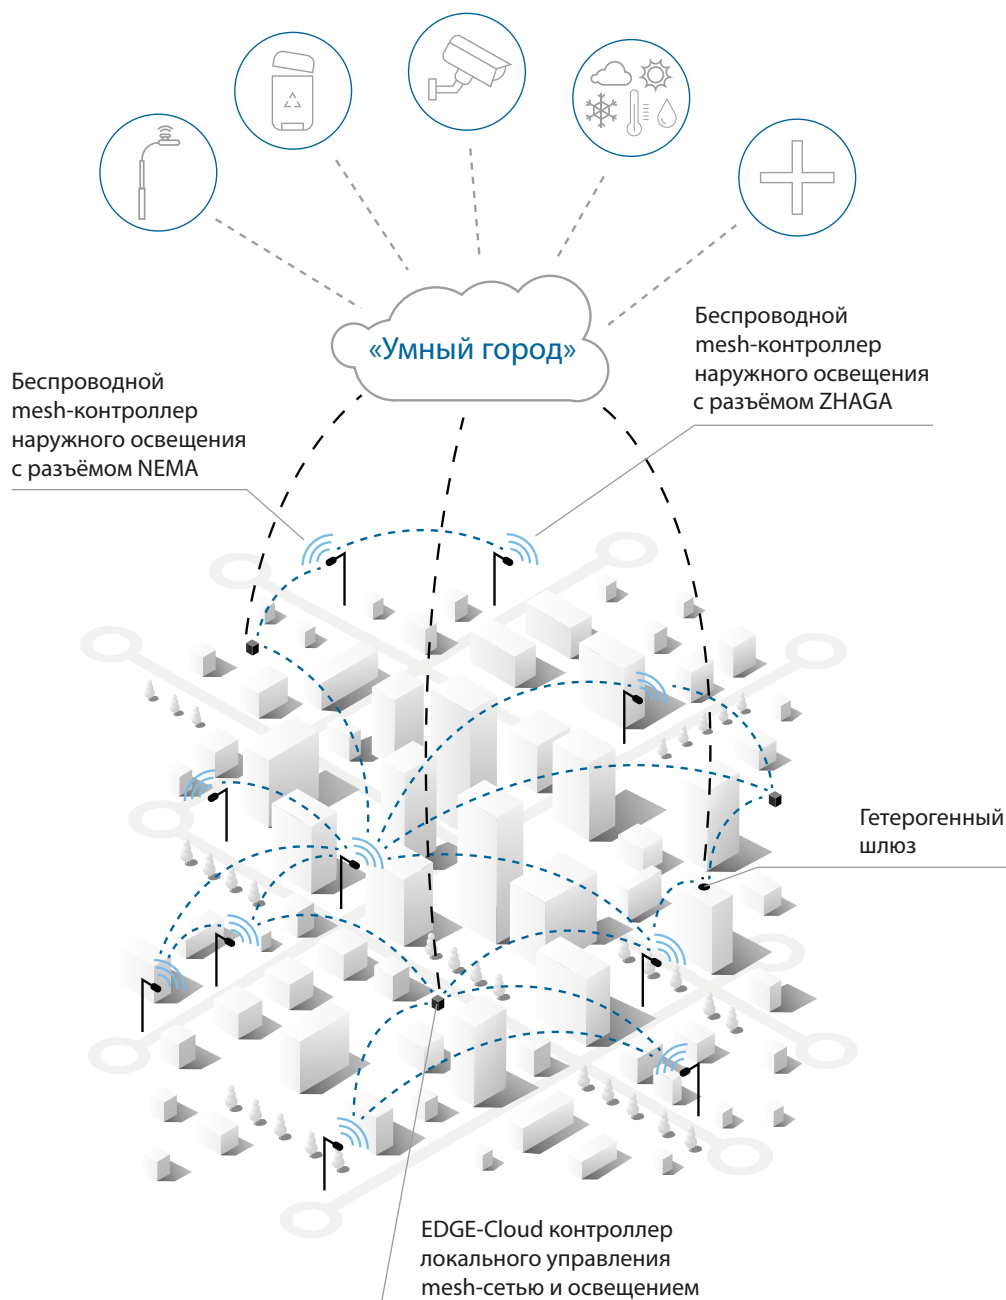 «Умный город»
Беспроводной
mesh-контроллер
наружного освещения
с разъёмом ZHAGA
Беспроводной
mesh-контроллер
наружного освещения
с разъёмом NEMA
Гетерогенный
шлюз
EDGE-Cloud контроллер
локального управления
mesh-сетью и освещением